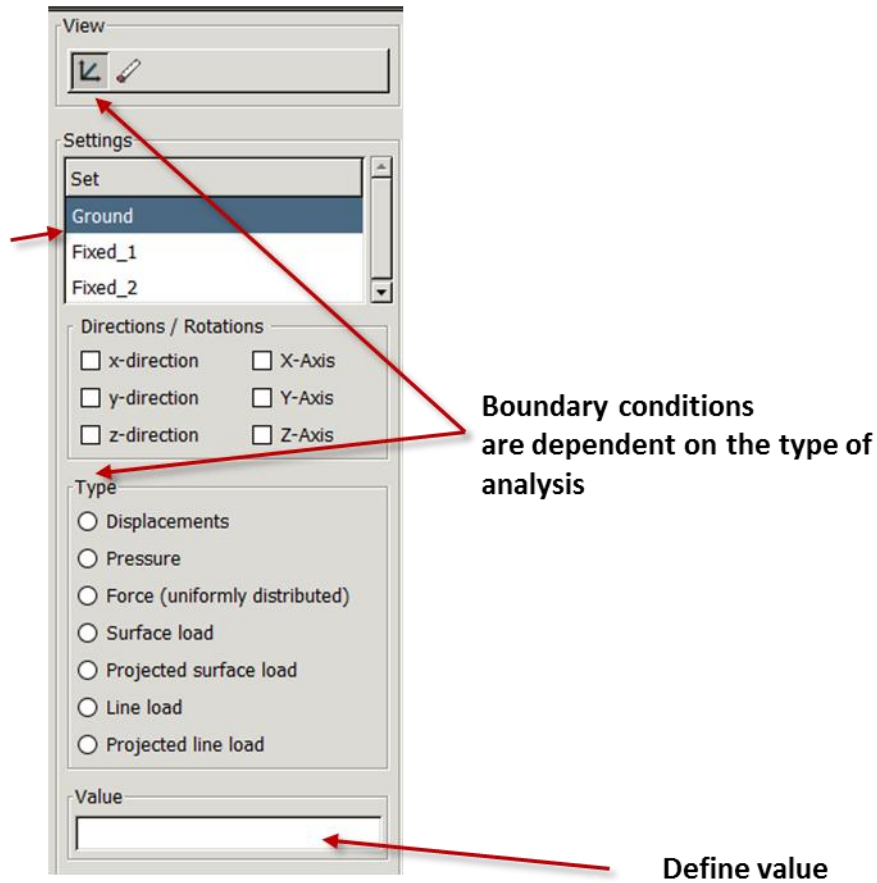 View
Settings
Set
Ground
Fixed_1
Fixed_2
Directions / Rotations
x-direction X-Axis
y-direction Y-Axis
z-direction Z-Axis
Boundary conditions
are dependent on the type of
analysis
Type
Displacements
Pressure
Force (uniformly distributed)
Surface load
Projected surface load
Line load
Projected line load
Value
Define value